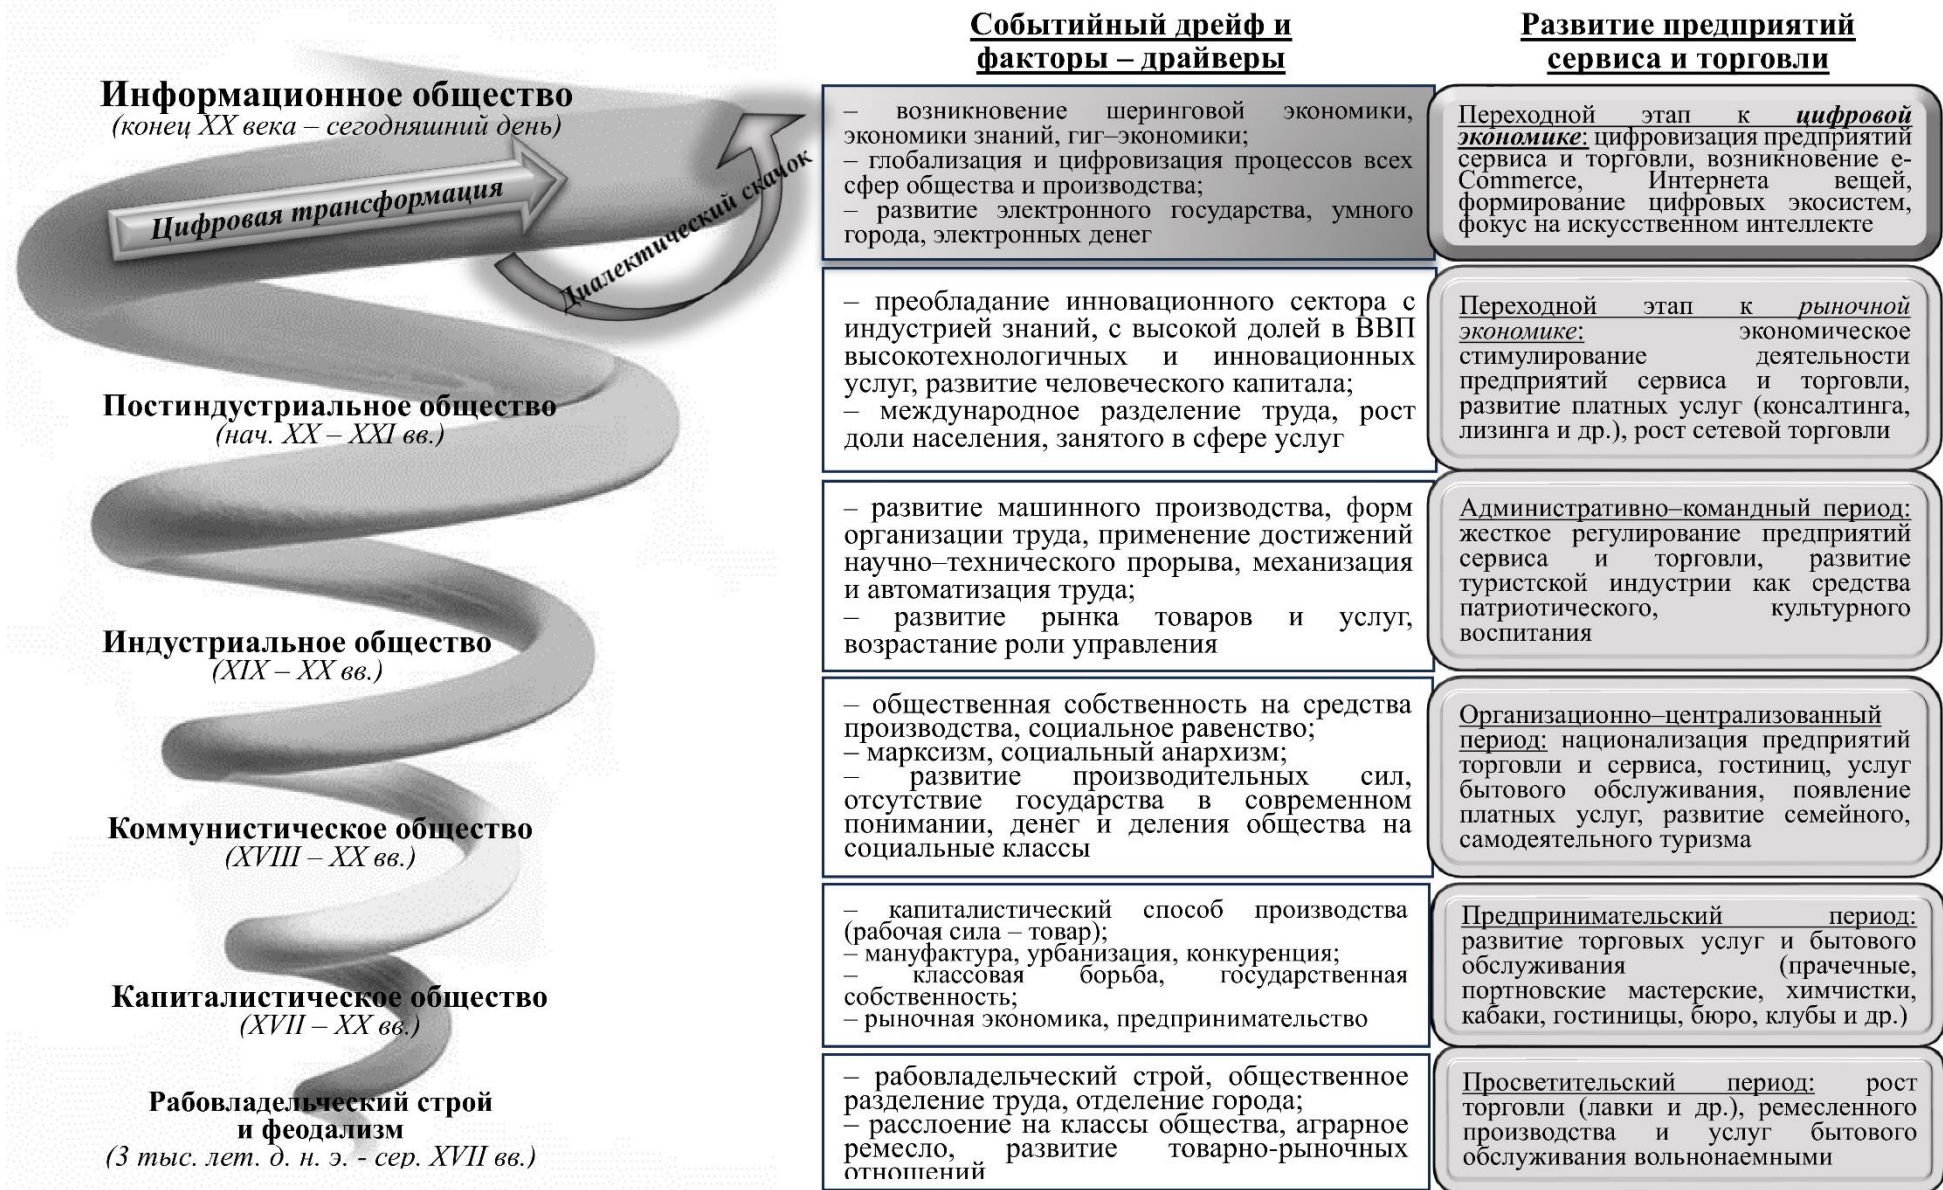 Событийный дрейф и
факторы – драйверы
Развитие предприятий
сервиса и торговли
Информационное общество
(конец XX века – сегодняшний день)
Цифровая трансформация
Диалектический скачок
– возникновение шеринговой экономики,
экономики знаний, гиг–экономики;
– глобализация и цифровизация процессов всех
сфер общества и производства;
– развитие электронного государства, умного
города, электронных денег
Переходной этап к цифровой
экономике: цифровизация предприятий
сервиса и торговли, возникновение e-
Commerce, Интернета вещей,
формирование цифровых экосистем,
фокус на искусственном интеллекте
Постиндустриальное общество
(нач. XX – XXI вв.)
– преобладание инновационного сектора с
индустрией знаний, с высокой долей в ВВП
высокотехнологичных и инновационных
услуг, развитие человеческого капитала;
– международное разделение труда, рост
доли населения, занятого в сфере услуг
Переходной этап к рыночной
экономике: экономическое
стимулирование деятельности
предприятий сервиса и торговли,
развитие платных услуг (консалтинга,
лизинга и др.), рост сетевой торговли
Индустриальное общество
(XIX – XX вв.)
– развитие машинного производства, форм
организации труда, применение достижений
научно–технического прорыва, механизация
и автоматизация труда;
– развитие рынка товаров и услуг,
возрастание роли управления
Административно–командный период:
жесткое регулирование предприятий
сервиса и торговли, развитие
туристской индустрии как средства
патриотического, культурного
воспитания
Коммунистическое общество
(XVIII – XX вв.)
– общественная собственность на средства
производства, социальное равенство;
– марксизм, социальный анархизм;
– развитие производительных сил,
отсутствие государства в современном
понимании, денег и деления общества на
социальные классы
Организационно–централизованный
период: национализация предприятий
торговли и сервиса, гостиниц, услуг
бытового обслуживания, появление
платных услуг, развитие семейного,
самодеятельного туризма
Капиталистическое общество
(XVII – XX вв.)
– капиталистический способ производства
(рабочая сила – товар);
– мануфактура, урбанизация, конкуренция;
– классовая борьба, государственная
собственность;
– рыночная экономика, предпринимательство
Предпринимательский период:
развитие торговых услуг и бытового
обслуживания (прачечные,
портновские мастерские, химчистки,
кабаки, гостиницы, бюро, клубы и др.)
Рабовладельческий строй
и феодализм
(3 тыс. лет. д. н. э. - сер. XVII вв.)
– рабовладельческий строй, общественное
разделение труда, отделение города;
– расслоение на классы общества, аграрное
ремесло, развитие товарно-рыночных
отношений
Просветительский период: рост
торговли (лавки и др.), ремесленного
производства и услуг бытового
обслуживания вольнонаемными